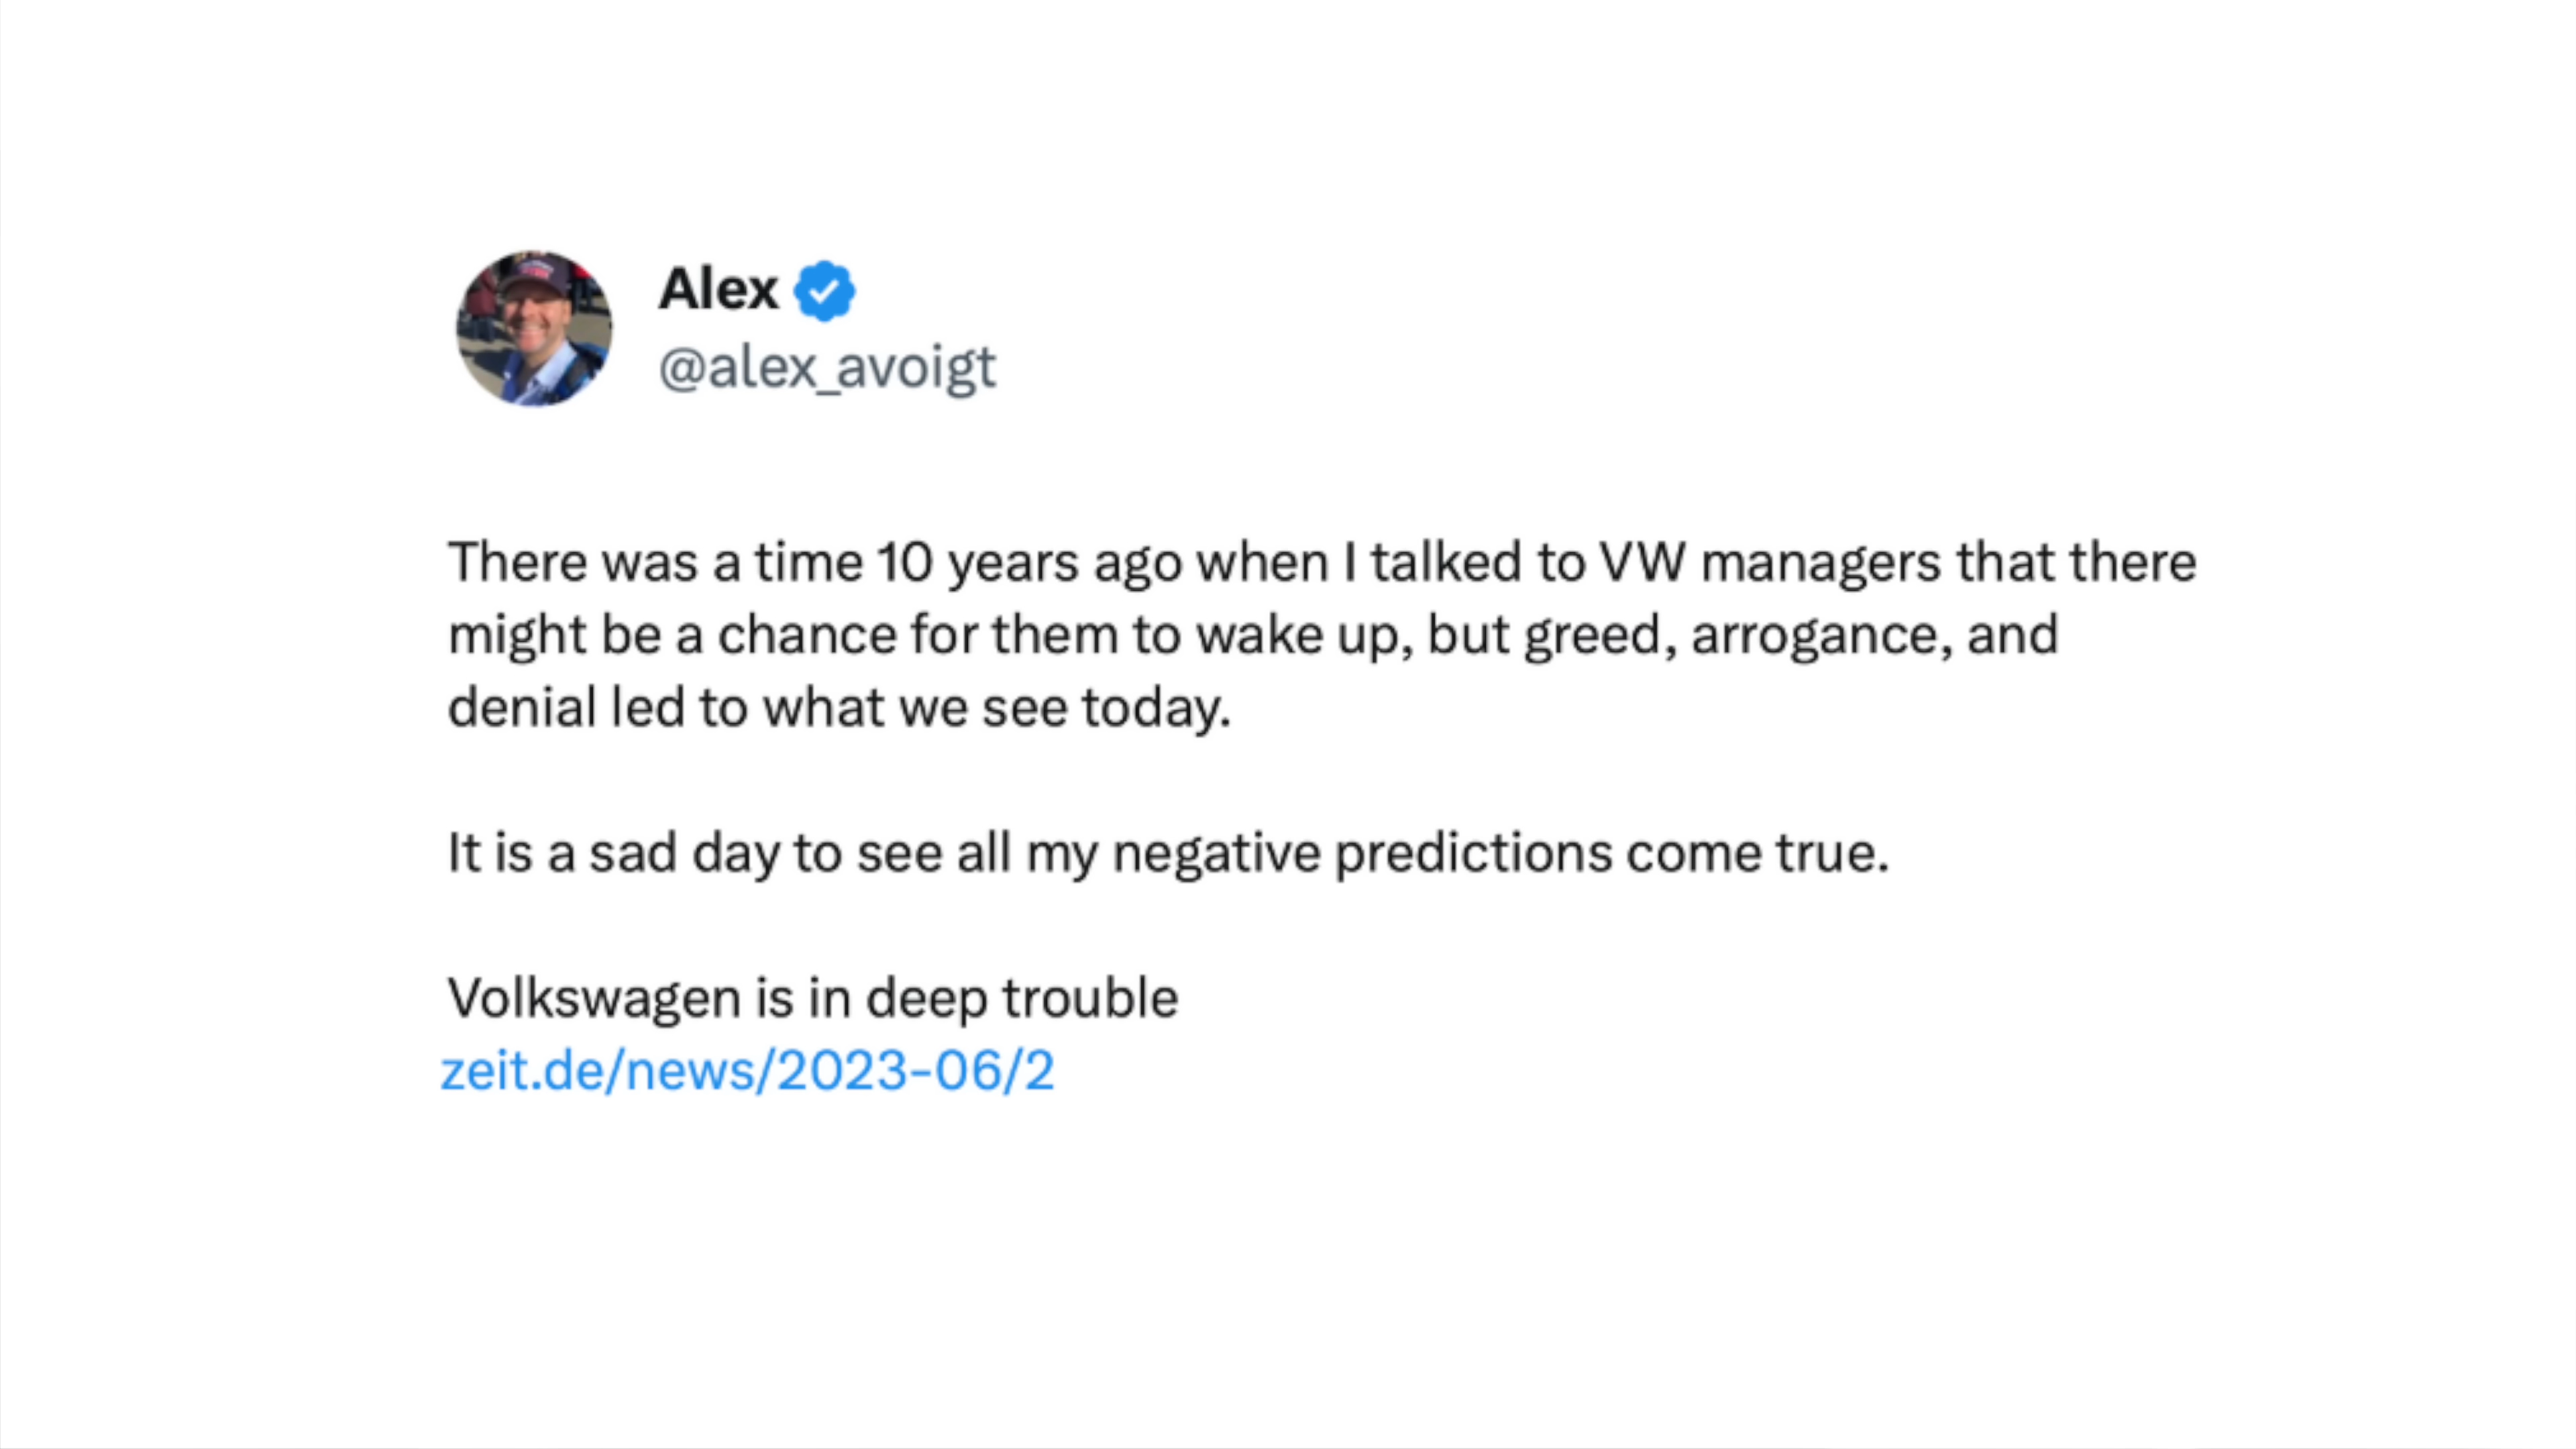 Alex
@alex_avoigt
There was a time 10 years ago when I talked to VW managers that there
might be a chance for them to wake up, but greed, arrogance, and
denial led to what we see today.
It is a sad day to see all my negative predictions come true.
Volkswagen is in deep trouble
zeit.de/news/2023-06/2